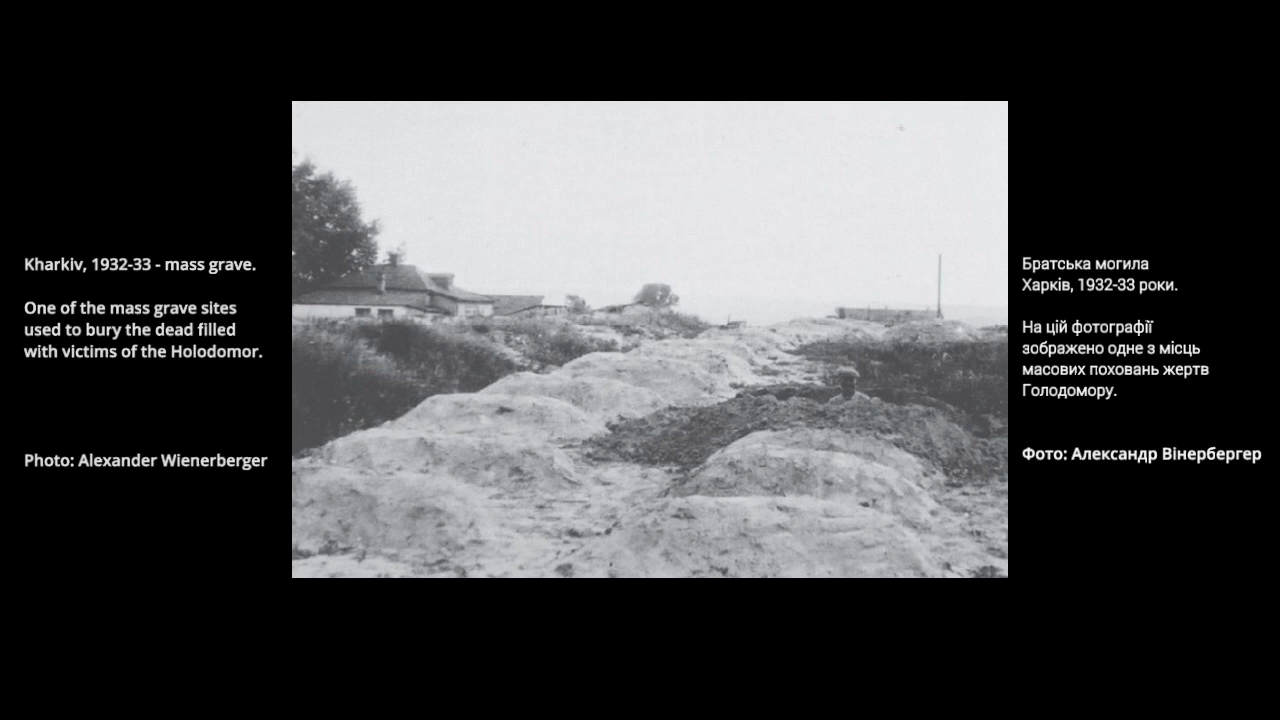 Kharkiv, 1932-33 - mass grave.
One of the mass grave sites
used to bury the dead filled
with victims of the Holodomor.
Photo: Alexander Wienerberger
Братська могила
Харків, 1932-33 роки.
На цій фотографії
зображено одне з місць
масових поховань жертв
Голодомору.
Фото: Александр Вінербергер